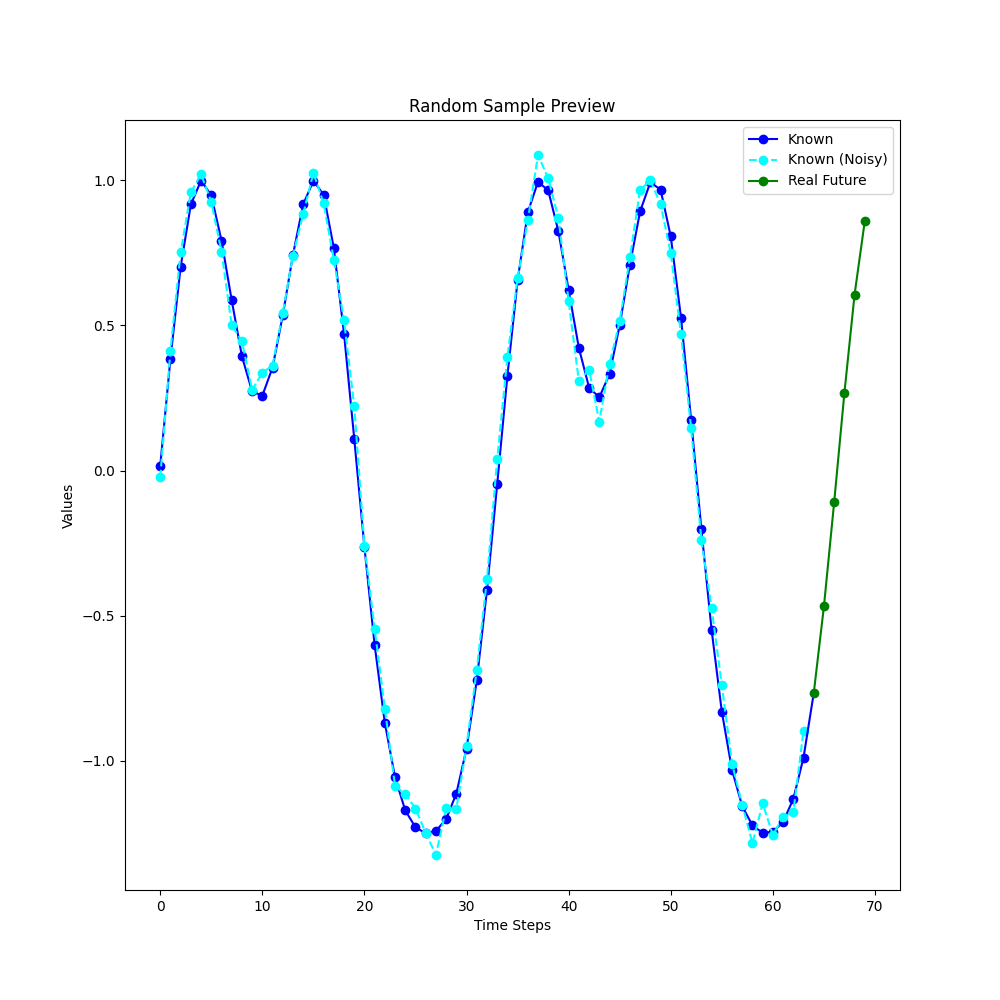 Random Sample Preview
Known
Known (Noisy)
Real Future
1.0
0.5
0.0
−0.5
−1.0
Values
0 10 20 30 40 50 60 70
Time Steps